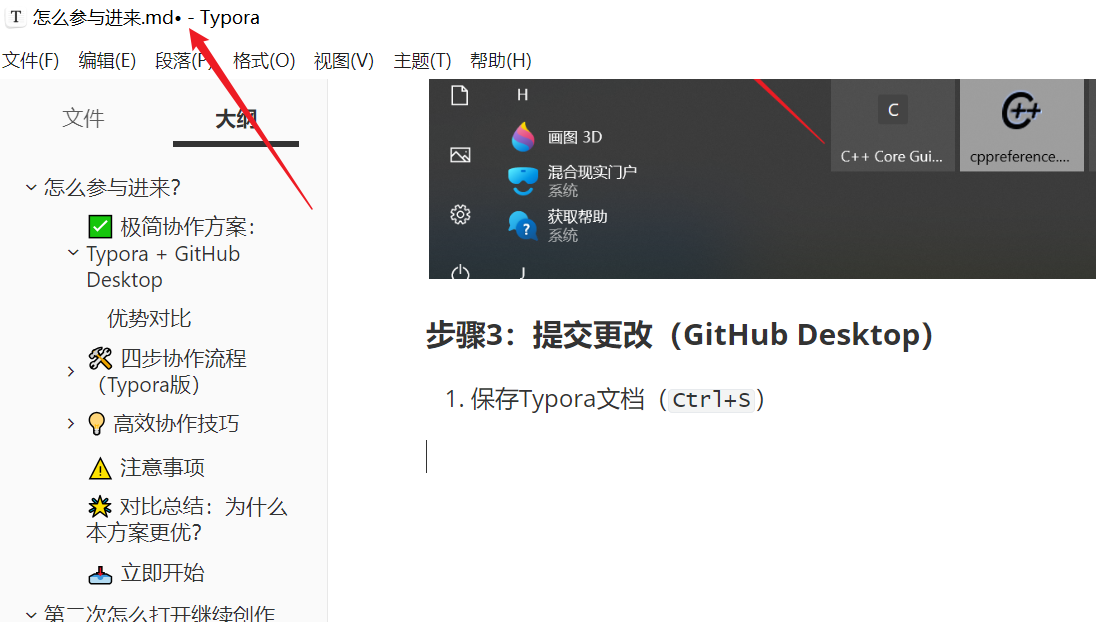 T 怎么参与进来.md• - Typora
文件(F) 编辑(E) 段落(P) 格式(O) 视图(V) 主题(T) 帮助(H)
文件 大纲
怎么参与进来？
✅ 极简协作方案：
Typora + GitHub
Desktop
优势对比
🛠 四步协作流程
（Typora版）
💡 高效协作技巧
⚠ 注意事项
🌟 对比总结：为什么
本方案更优？
📥 立即开始
第二次怎么打开继续创作
H
画图 3D
混合现实门户
系统
获取帮助
系统
J
C
C++ Core Gui...
C++
cppreference....
步骤3：提交更改（GitHub Desktop）
1. 保存Typora文档（Ctrl+S）